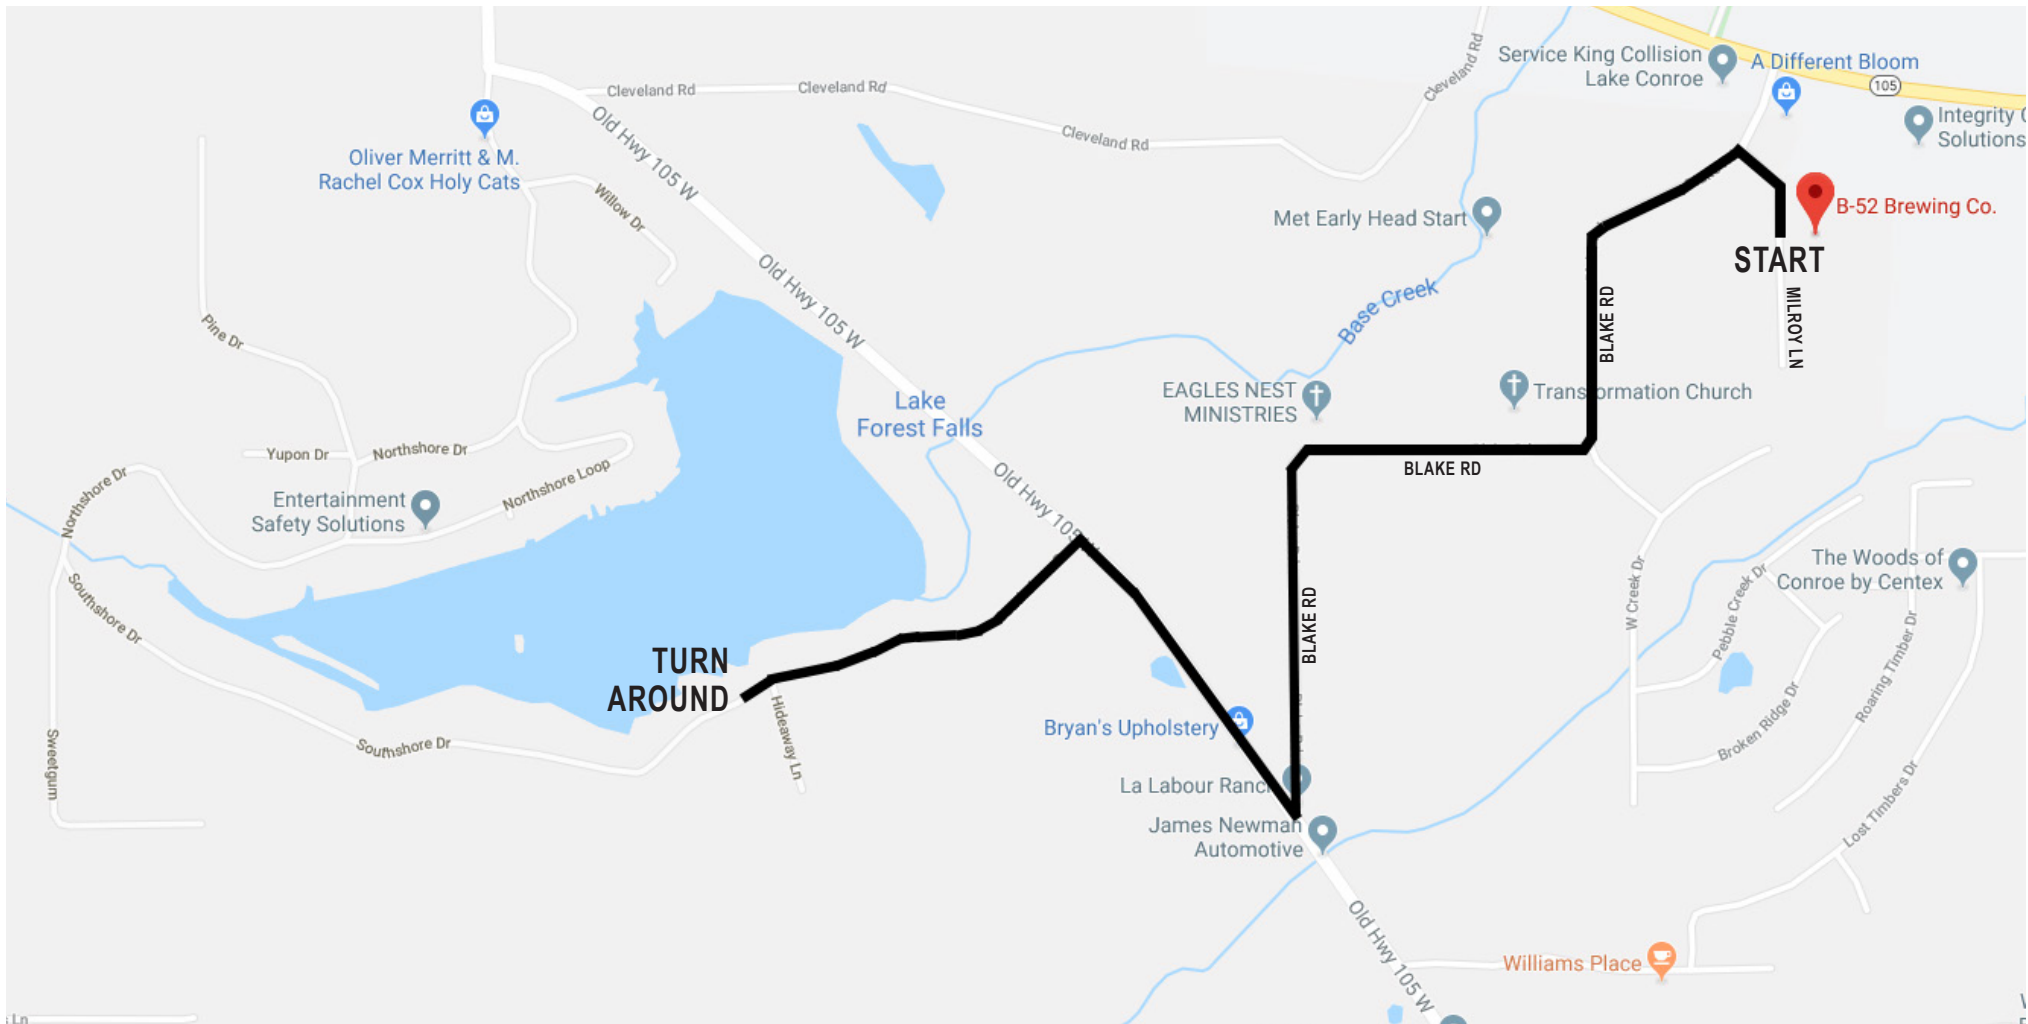 Service King Collision
Lake Conroe
A Different Bloom
105
Cleveland Rd
Cleveland Rd
Cleveland Rd
Cleveland Rd
Integrity
Solutions
Old Hwy 105 W
Oliver Merritt & M.
Rachel Cox Holy Cats
Willow Dr
Met Early Head Start
B-52 Brewing Co.
START
MILROY LN
Old Hwy 105 W
Base Creek
BLAKE RD
Pine Dr
Lake
Forest Falls
EAGLES NEST
MINISTRIES
Transformation Church
Yupon Dr
Northshore Dr
BLAKE RD
Northshore Dr
Northshore Loop
Old Hwy 105 W
Entertainment
Safety Solutions
The Woods of
Conroe by Centex
Southshore Dr
W Creek Dr
Pebble Creek Dr
BLAKE RD
Roaring Timber Dr
TURN
AROUND
Hideaway Ln
Bryan's Upholstery
Broken Ridge Dr
Southshore Dr
Sweetgum
La Labour Ranc
James Newman
Automotive
Lost Timbers Dr
Old Hwy 105 W
Williams Place
Ln